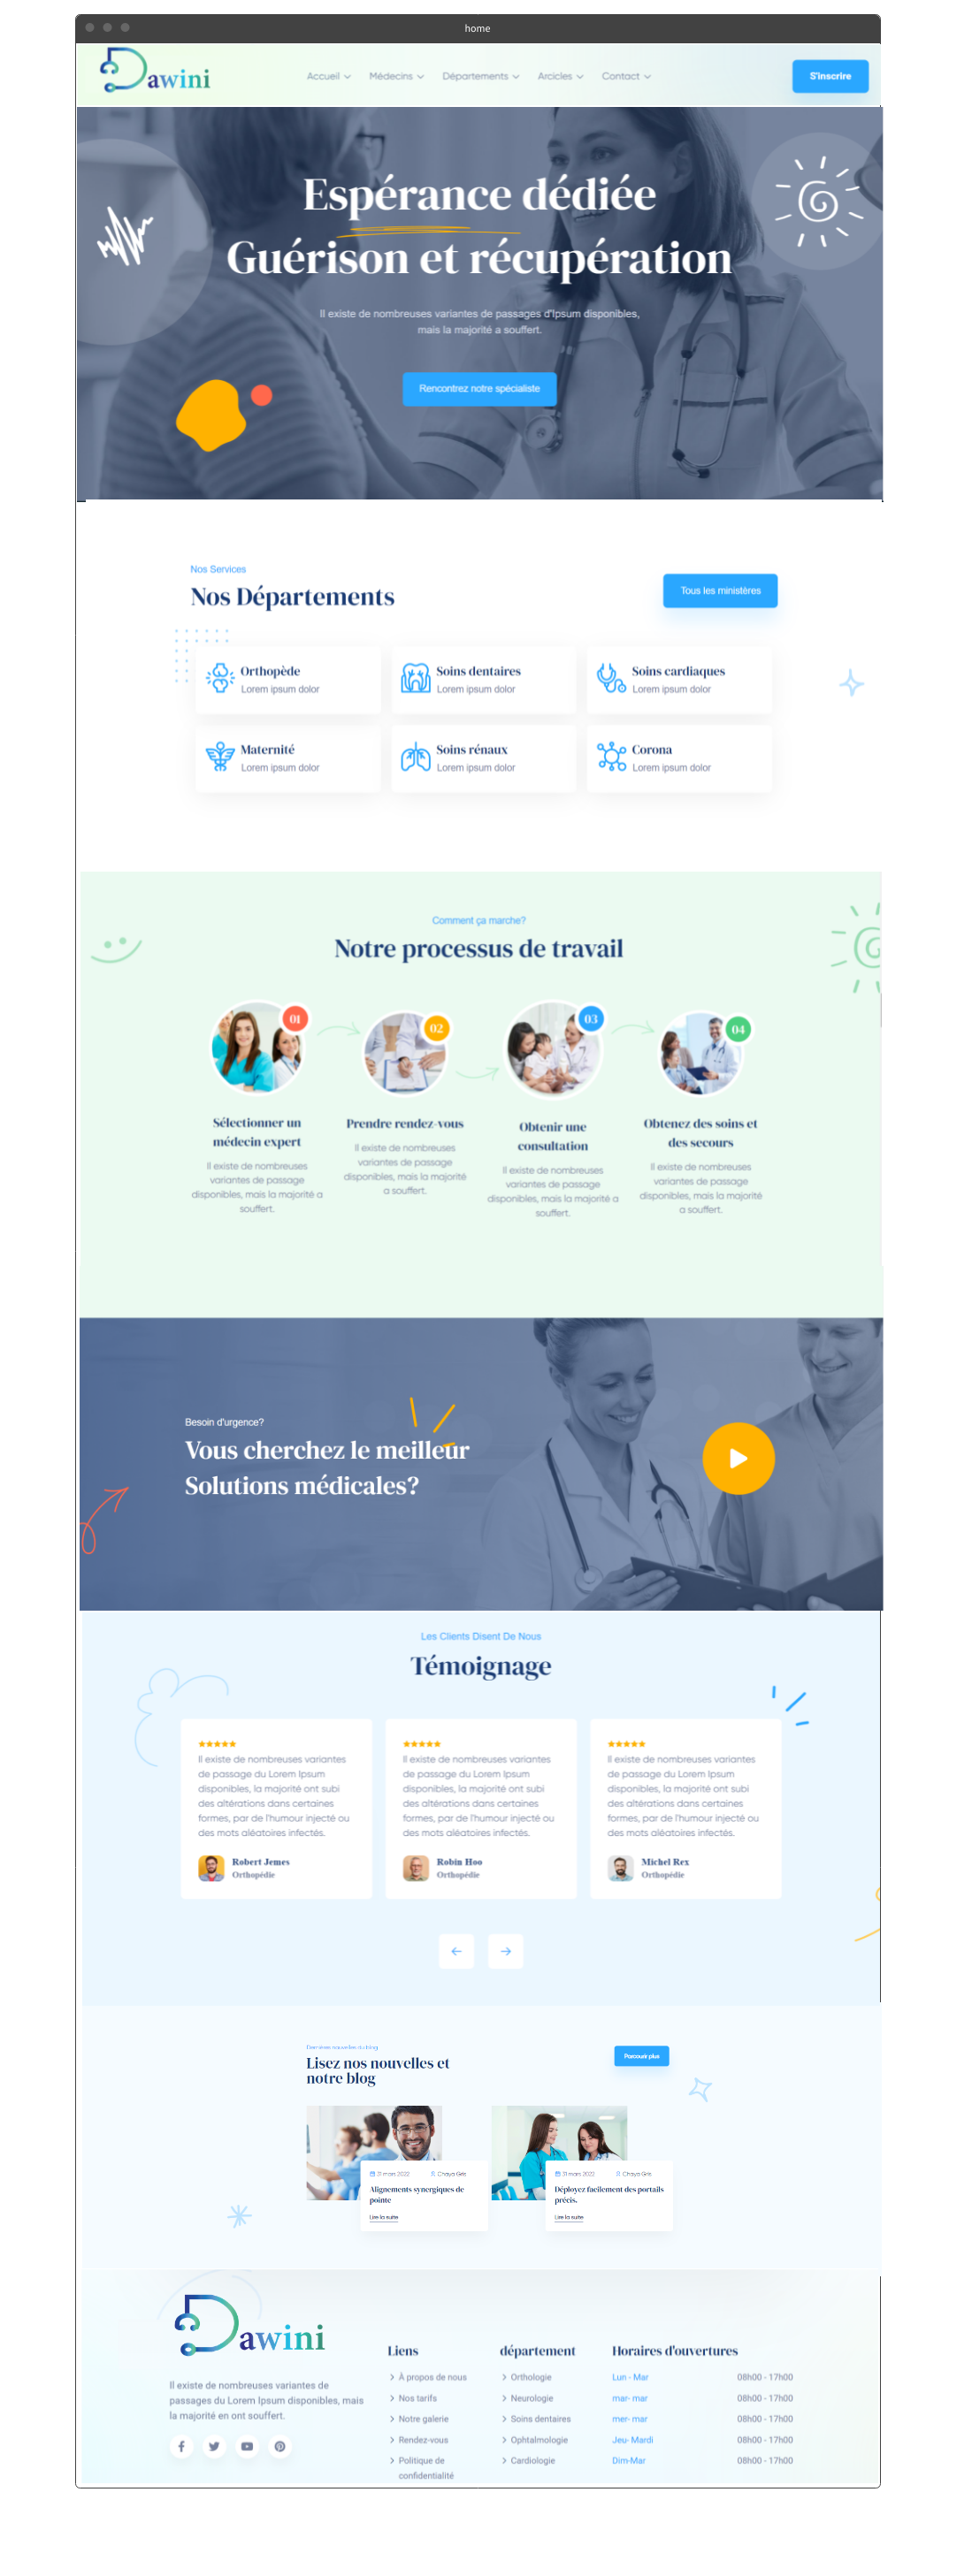 home
Dawini
Accueil
Médecins
Départements
Arcicles
Contact
S'inscrire
Espérance dédiée
Guérison et récupération
Il existe de nombreuses variantes de passages d'Ipsum disponibles,
mais la majorité a souffert.
Rencontrez notre spécialiste
Nos Services
Nos Départements
Tous les ministères
Orthopède
Lorem ipsum dolor
Soins dentaires
Lorem ipsum dolor
Soins cardiaques
Lorem ipsum dolor
Maternité
Lorem ipsum dolor
Soins rénaux
Lorem ipsum dolor
Corona
Lorem ipsum dolor
Comment ça marche?
Notre processus de travail
01
02
03
04
Sélectionner un
médecin expert
Il existe de nombreuses
variantes de passage
disponibles, mais la majorité a
souffert.
Prendre rendez-vous
Il existe de nombreuses
variantes de passage
disponibles, mais la majorité
a souffert.
Obtenir une
consultation
Il existe de nombreuses
variantes de passage
disponibles, mais la majorité a
souffert.
Obtenez des soins et
des secours
Il existe de nombreuses
variantes de passage
disponibles, mais la majorité
a souffert.
Besoin d'urgence?
Vous cherchez le meilleur
Solutions médicales?
Les Clients Disent De Nous
Témoignage
Il existe de nombreuses variantes
de passage du Lorem Ipsum
disponibles, la majorité ont subi
des altérations dans certaines
formes, par de l'humour injecté ou
des mots aléatoires infectés.
Robert Jemes
Orthopédie
Il existe de nombreuses variantes
de passage du Lorem Ipsum
disponibles, la majorité ont subi
des altérations dans certaines
formes, par de l'humour injecté ou
des mots aléatoires infectés.
Robin Hoo
Orthopédie
Il existe de nombreuses variantes
de passage du Lorem Ipsum
disponibles, la majorité ont subi
des altérations dans certaines
formes, par de l'humour injecté ou
des mots aléatoires infectés.
Michel Rex
Orthopédie
Dernières nouvelles du blog
Lisez nos nouvelles et
notre blog
Parcourir plus
31 mars 2022
Chaya Gris
Alignements synergiques de
pointe
Lire la suite
31 mars 2022
Chaya Gris
Déployez facilement des portails
précis.
Lire la suite
Dawini
Il existe de nombreuses variantes de
passages du Lorem Ipsum disponibles, mais
la majorité en ont souffert.
Liens
À propos de nous
Nos tarifs
Notre galerie
Rendez-vous
Politique de
confidentialité
département
Orthologie
Neurologie
Soins dentaires
Ophtalmologie
Cardiologie
Horaires d'ouvertures
Lun - Mar 08h00 - 17h00
mar- mar 08h00 - 17h00
mer- mar 08h00 - 17h00
Jeu- Mardi 08h00 - 17h00
Dim-Mar 08h00 - 17h00